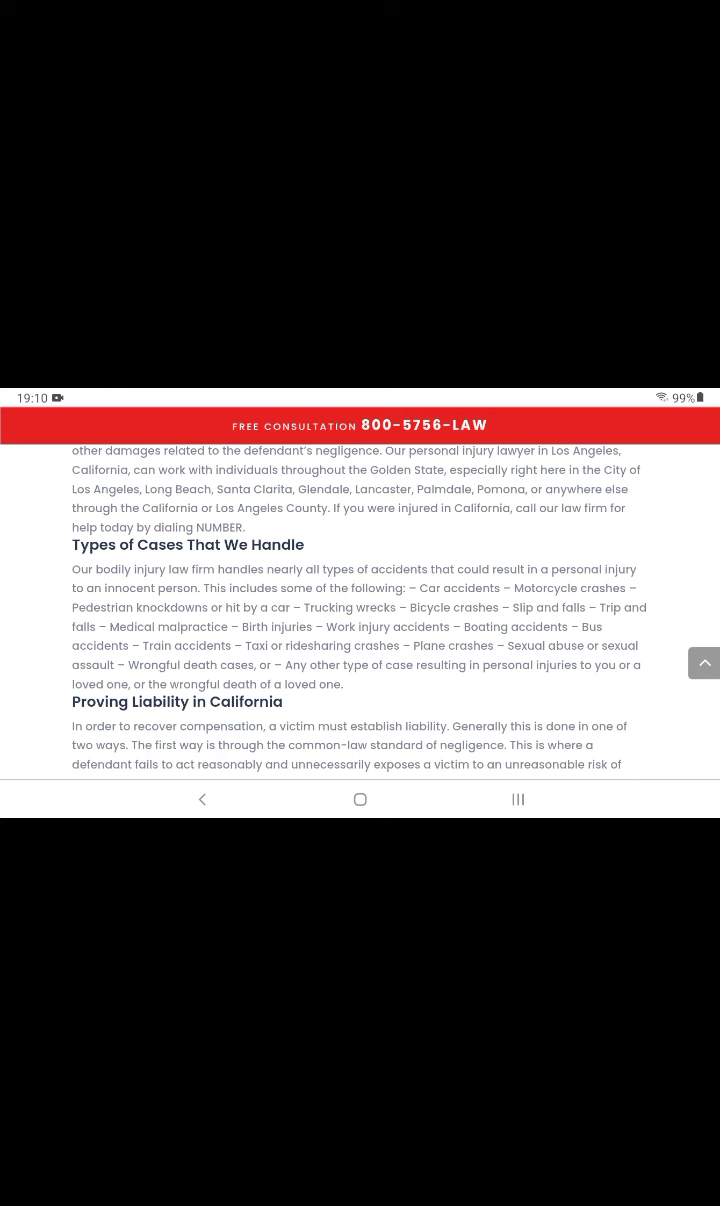 19:10
99%
FREE CONSULTATION 800-5756-LAW
other damages related to the defendant's negligence. Our personal injury lawyer in Los Angeles,
California, can work with individuals throughout the Golden State, especially right here in the City of
Los Angeles, Long Beach, Santa Clarita, Glendale, Lancaster, Palmdale, Pomona, or anywhere else
through the California or Los Angeles County. If you were injured in California, call our law firm for
help today by dialing NUMBER.
Types of Cases That We Handle
Our bodily injury law firm handles nearly all types of accidents that could result in a personal injury
to an innocent person. This includes some of the following: – Car accidents – Motorcycle crashes –
Pedestrian knockdowns or hit by a car – Trucking wrecks – Bicycle crashes – Slip and falls – Trip and
falls – Medical malpractice – Birth injuries – Work injury accidents – Boating accidents – Bus
accidents – Train accidents – Taxi or ridesharing crashes – Plane crashes – Sexual abuse or sexual
assault – Wrongful death cases, or – Any other type of case resulting in personal injuries to you or a
loved one, or the wrongful death of a loved one.
Proving Liability in California
In order to recover compensation, a victim must establish liability. Generally this is done in one of
two ways. The first way is through the common-law standard of negligence. This is where a
defendant fails to act reasonably and unnecessarily exposes a victim to an unreasonable risk of